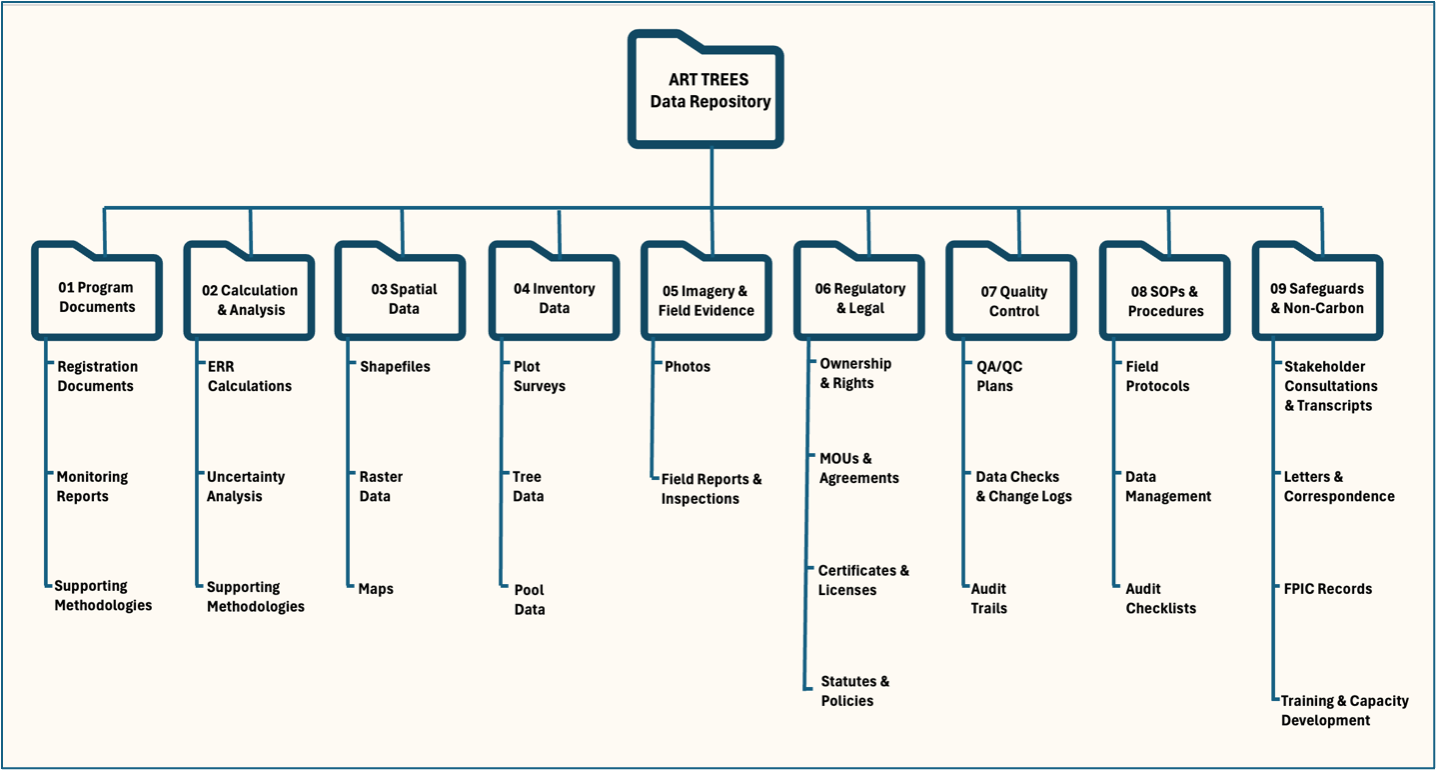 ART TREES
Data Repository
01 Program
Documents
Registration
Documents
Monitoring
Reports
Supporting
Methodologies
02 Calculation
& Analysis
ERR
Calculations
Uncertainty
Analysis
Supporting
Methodologies
03 Spatial
Data
Shapefiles
Raster
Data
Maps
04 Inventory
Data
Plot
Surveys
Tree
Data
Pool
Data
05 Imagery &
Field Evidence
Photos
Field Reports &
Inspections
06 Regulatory
& Legal
Ownership
& Rights
MOUs &
Agreements
Certificates &
Licenses
Statutes &
Policies
07 Quality
Control
QA/QC
Plans
Data Checks
& Change Logs
Audit
Trails
08 SOPs &
Procedures
Field
Protocols
Data
Management
Audit
Checklists
09 Safeguards
& Non-Carbon
Stakeholder
Consultations
& Transcripts
Letters &
Correspondence
FPIC Records
Training & Capacity
Development